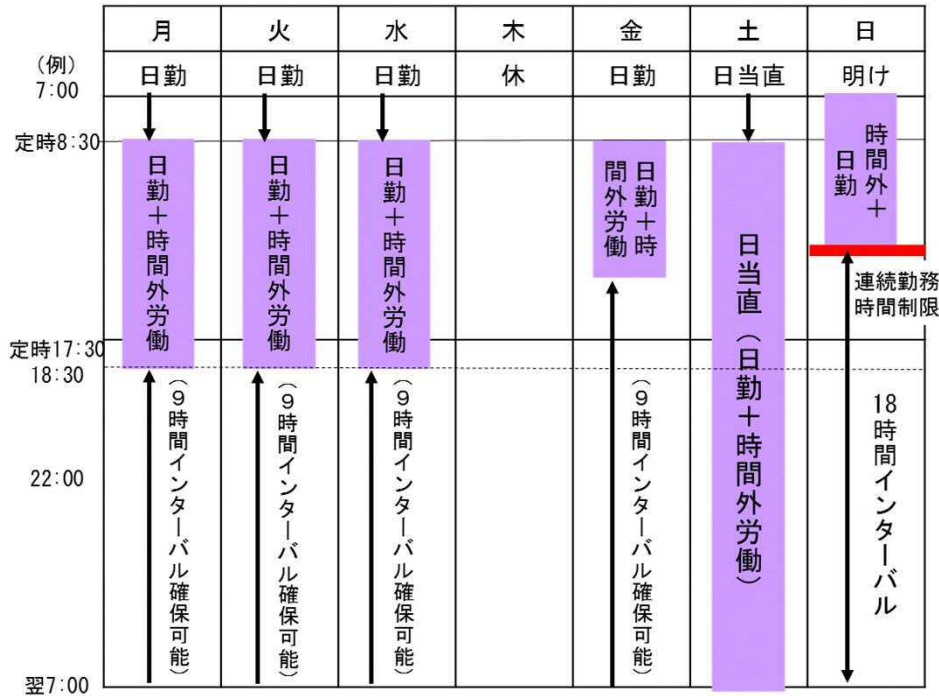 月 火 水 木 金 土 日
(例)
7:00
日勤 日勤 日勤 休 日勤 日当直 明け
定時8:30
日勤＋時間外労働
日勤＋時間外労働
日勤＋時間外労働
日勤＋時
間外労働
日当直（日勤＋時間外労働）
時間外＋
日勤
連続勤務
時間制限
定時17:30
18:30
22:00
翌7:00
（９時間インターバル確保可能）
（９時間インターバル確保可能）
（９時間インターバル確保可能）
（９時間インターバル確保可能）
18時間インターバル